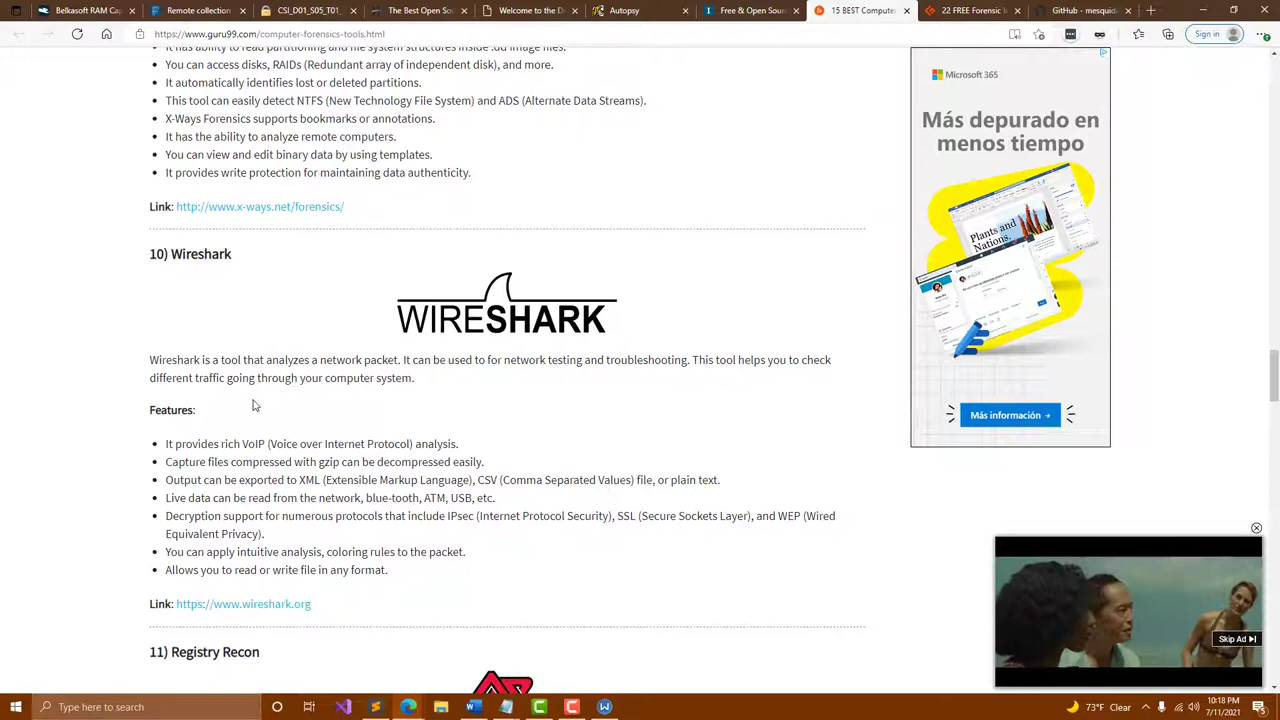 Belkasoft RAM Cap
Remote collection
CSI_D01_S05_T01
The Best Open Sou
Welcome to the D
Autopsy
Free & Open Sourc
15 BEST Computer
22 FREE Forensic I
GitHub - mesquid
https://www.guru99.com/computer-forensics-tools.html
Sign in
It has ability to read partitioning and file system structures inside .dd image files.
You can access disks, RAIDs (Redundant array of independent disk), and more.
It automatically identifies lost or deleted partitions.
This tool can easily detect NTFS (New Technology File System) and ADS (Alternate Data Streams).
X-Ways Forensics supports bookmarks or annotations.
It has the ability to analyze remote computers.
You can view and edit binary data by using templates.
It provides write protection for maintaining data authenticity.
Link: http://www.x-ways.net/forensics/
10) Wireshark
WIRESHARK
Wireshark is a tool that analyzes a network packet. It can be used to for network testing and troubleshooting. This tool helps you to check
different traffic going through your computer system.
Features:
It provides rich VoIP (Voice over Internet Protocol) analysis.
Capture files compressed with gzip can be decompressed easily.
Output can be exported to XML (Extensible Markup Language), CSV (Comma Separated Values) file, or plain text.
Live data can be read from the network, blue-tooth, ATM, USB, etc.
Decryption support for numerous protocols that include IPsec (Internet Protocol Security), SSL (Secure Sockets Layer), and WEP (Wired
Equivalent Privacy).
You can apply intuitive analysis, coloring rules to the packet.
Allows you to read or write file in any format.
Link: https://www.wireshark.org
11) Registry Recon
Microsoft 365
Más depurado en
menos tiempo
Plants and
Nations.
Más información →
Skip Ad
Type here to search
73°F Clear
10:18 PM
7/11/2021
5